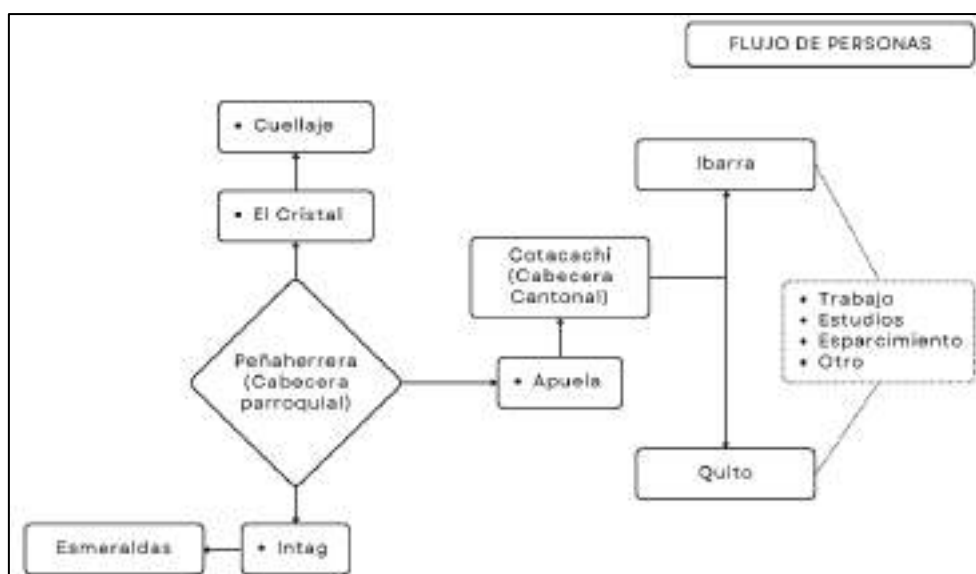 FLUJO DE PERSONAS
• Cuellaje
• El Cristal
Peñaherrera
(Cabecera
parroquial)
• Intag
Esmeraldas
• Apuela
Cotacachi
(Cabecera
Cantonal)
Ibarra
Quito
• Trabajo
• Estudios
• Esparcimiento
• Otro